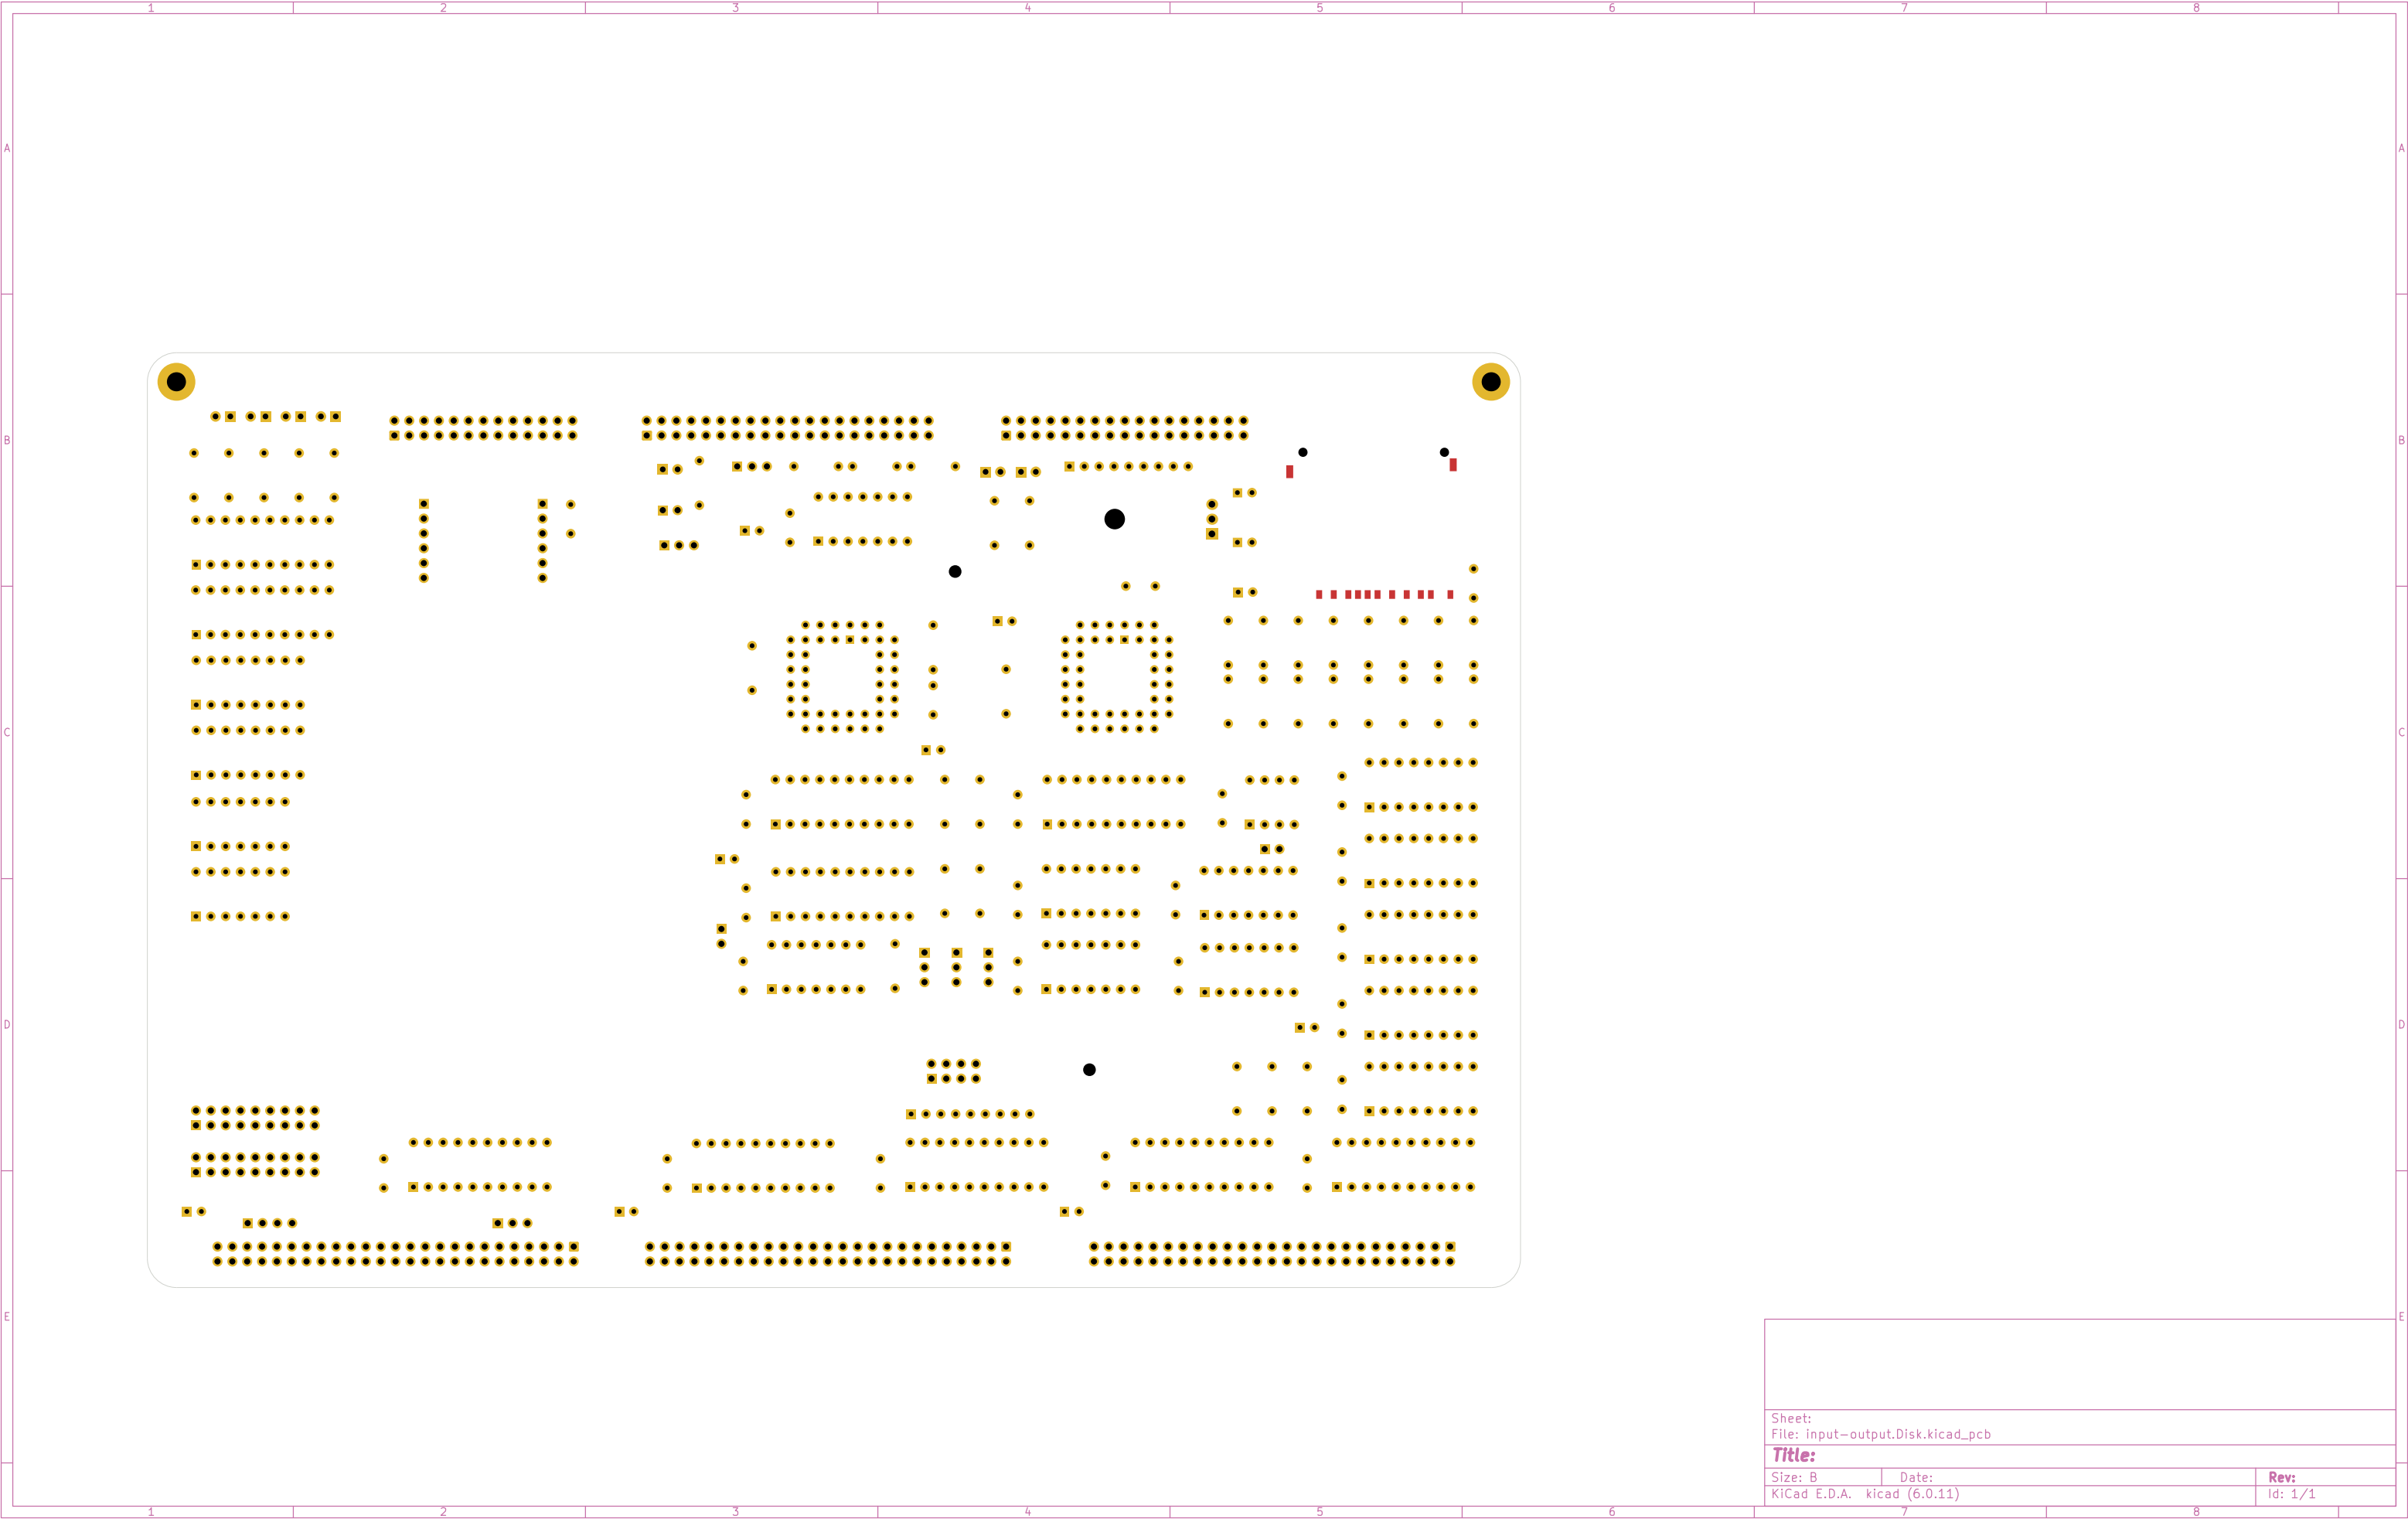 1 2 3 4 5 6 7 8
A A
B B
C C
D D
E E
Sheet:
File: input-output.Disk.kicad_pcb
Title:
Size: B Date: Rev:
KiCad E.D.A. kicad (6.0.11) Id: 1/1
1 2 3 4 5 6 7 8